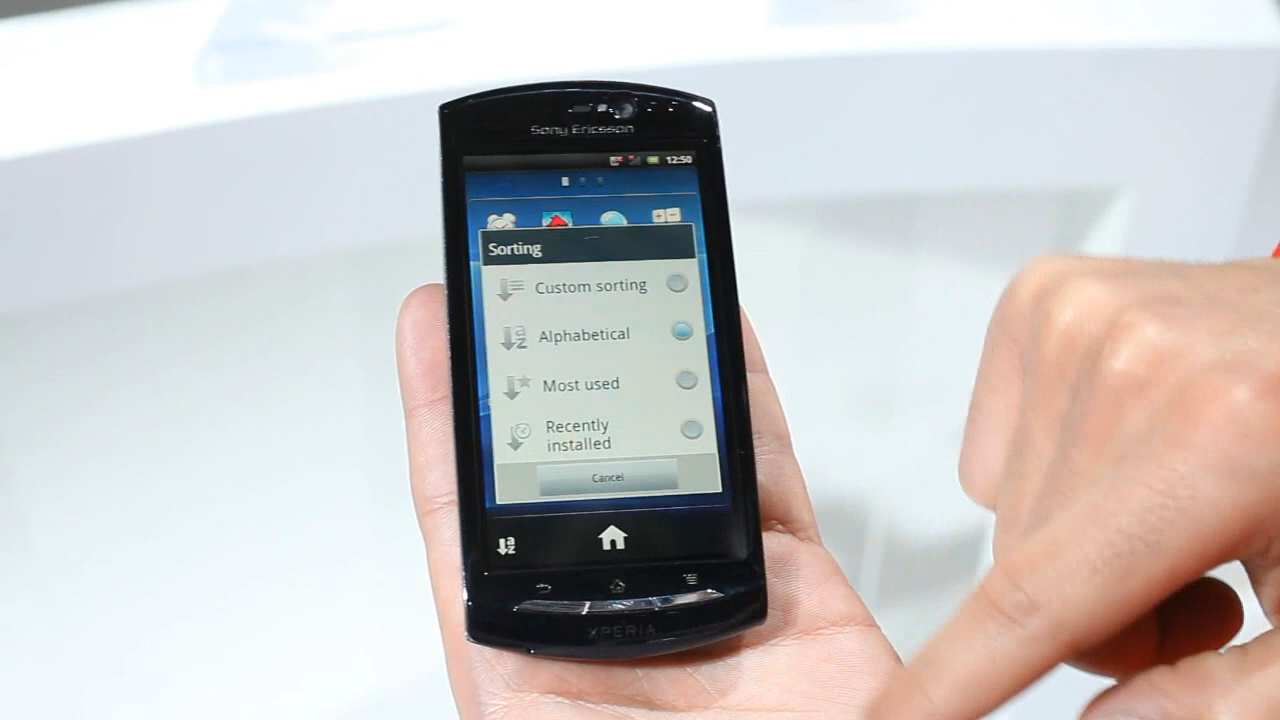 Sony Ericsson
12:50
Sorting
Custom sorting
Alphabetical
Most used
Recently
installed
Cancel
XPERIA